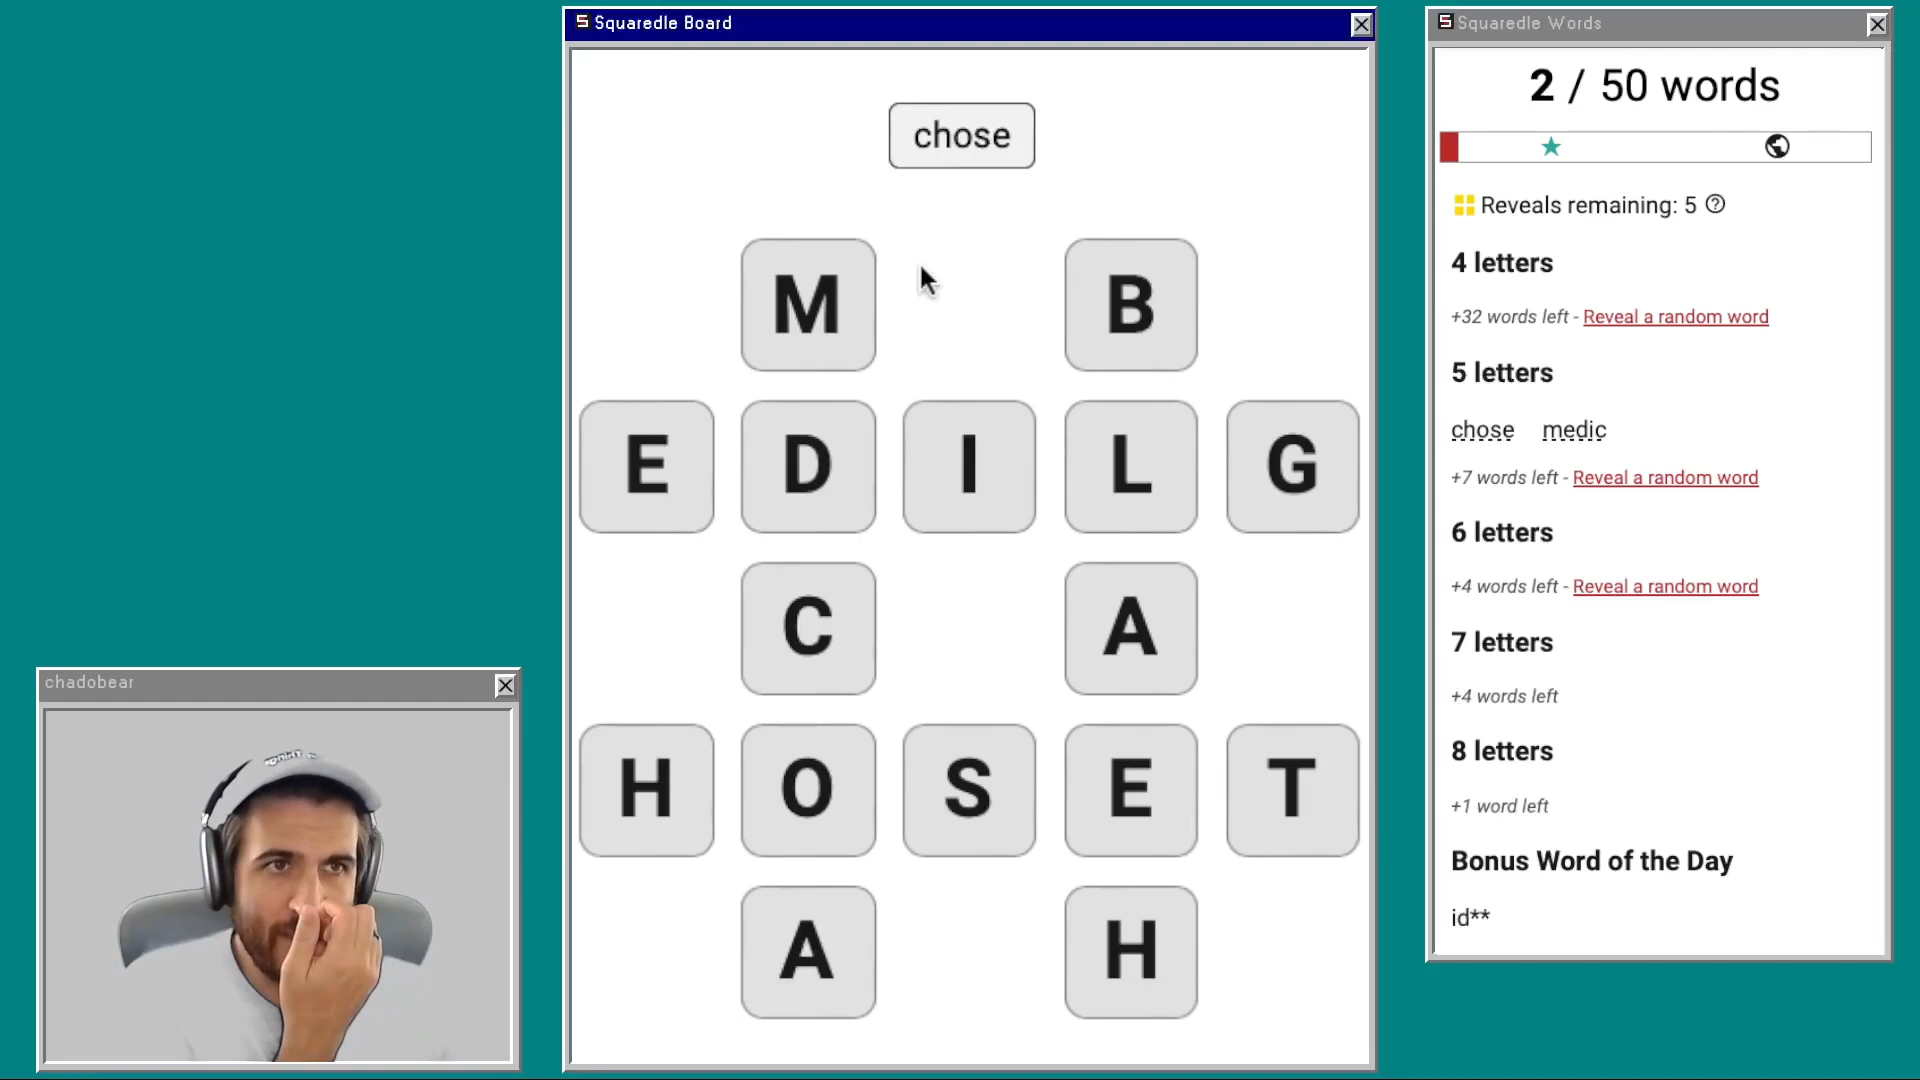 Squaredle Board
chose
M B
E D I L G
C A
H O S E T
A H
Squaredle Words
2 / 50 words
Reveals remaining: 5
4 letters
+32 words left - Reveal a random word
5 letters
chose medic
+7 words left - Reveal a random word
6 letters
+4 words left - Reveal a random word
7 letters
+4 words left
8 letters
+1 word left
Bonus Word of the Day
id**
chadobear